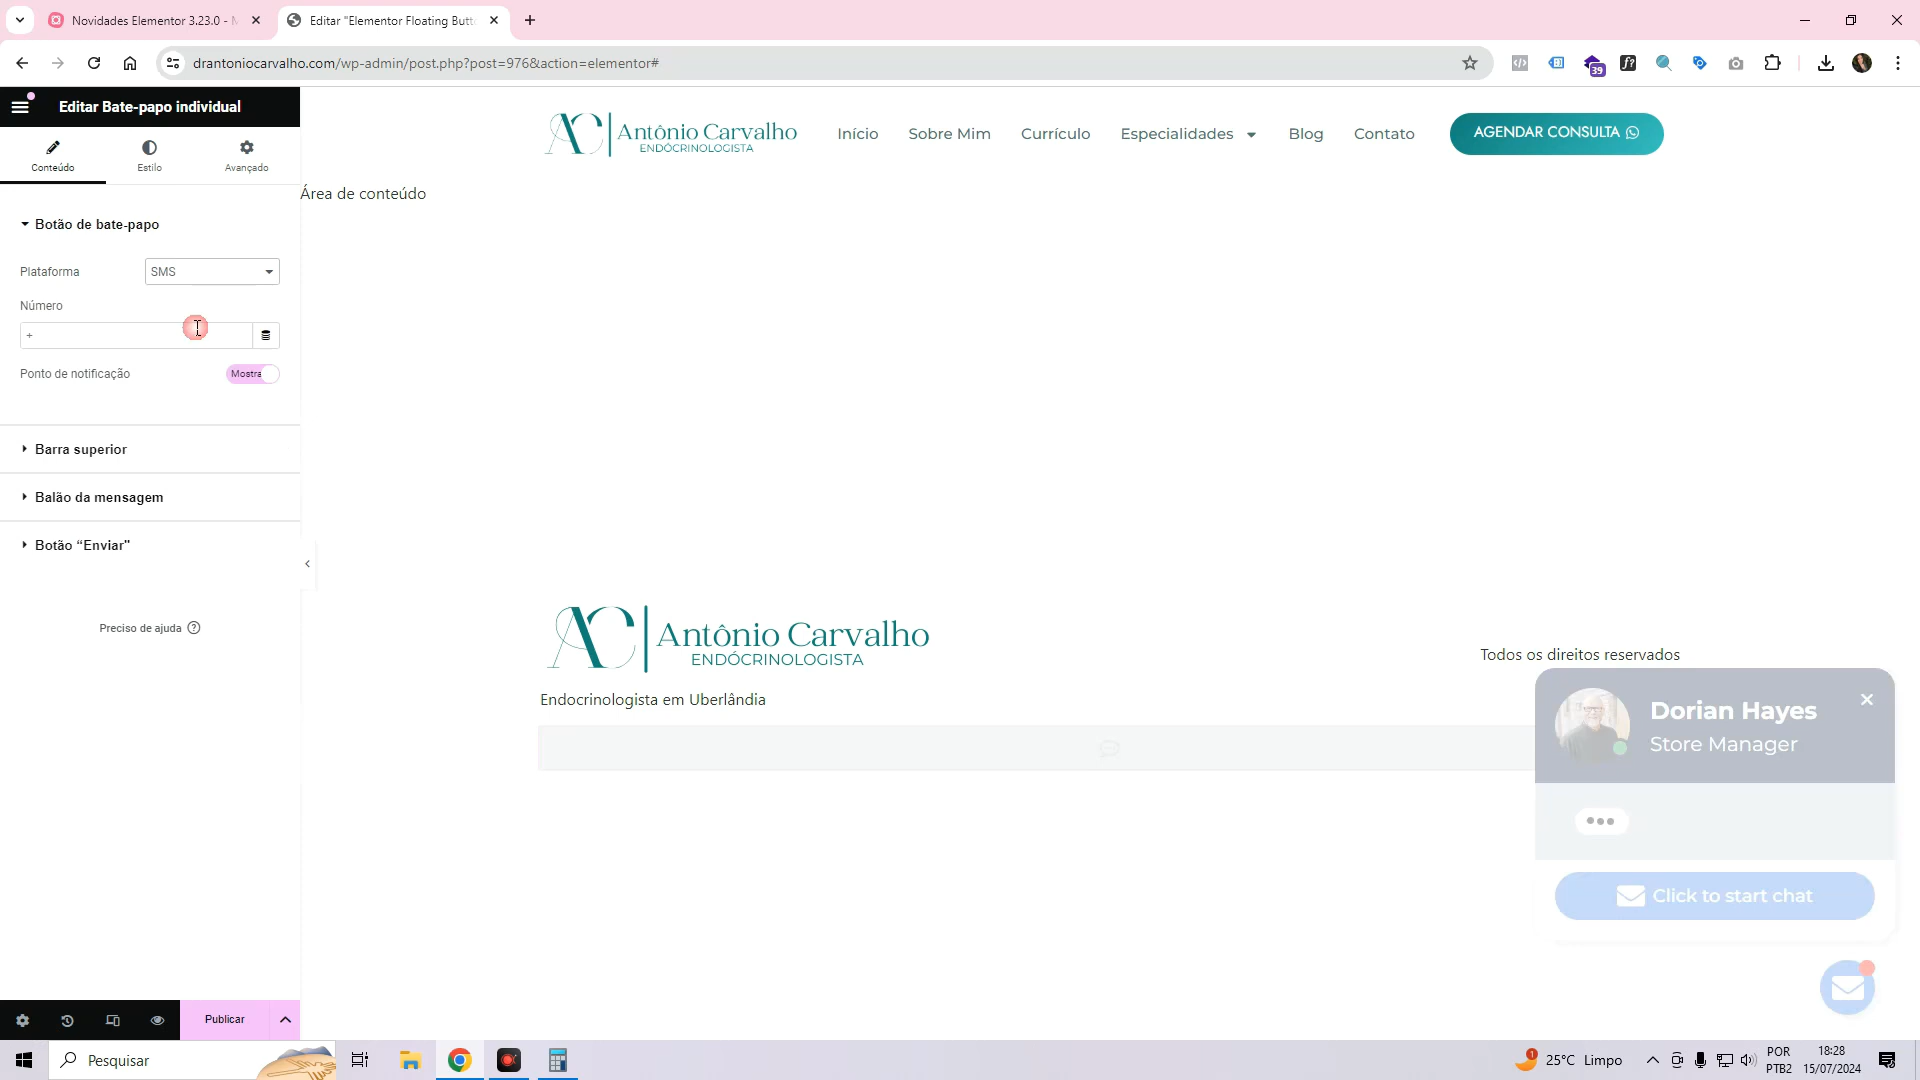 Novidades Elementor 3.23.0 -
Editar "Elementor Floating Butt
drantoniocarvalho.com/wp-admin/post.php?post=976&action=elementor#
39
Editar Bate-papo individual
Conteúdo
Estilo
Avançado
Botão de bate-papo
Plataforma
SMS
Número
+
Ponto de notificação
Mostra
Barra superior
Balão da mensagem
Botão “Enviar”
Preciso de ajuda
Publicar
AC Antônio Carvalho
ENDÓCRINOLOGISTA
Início
Sobre Mim
Currículo
Especialidades
Blog
Contato
AGENDAR CONSULTA
Área de conteúdo
AC Antônio Carvalho
ENDÓCRINOLOGISTA
Todos os direitos reservados
Endocrinologista em Uberlândia
Dorian Hayes
Store Manager
Click to start chat
Pesquisar
1
25°C Limpo
POR
PTB2
18:28
15/07/2024